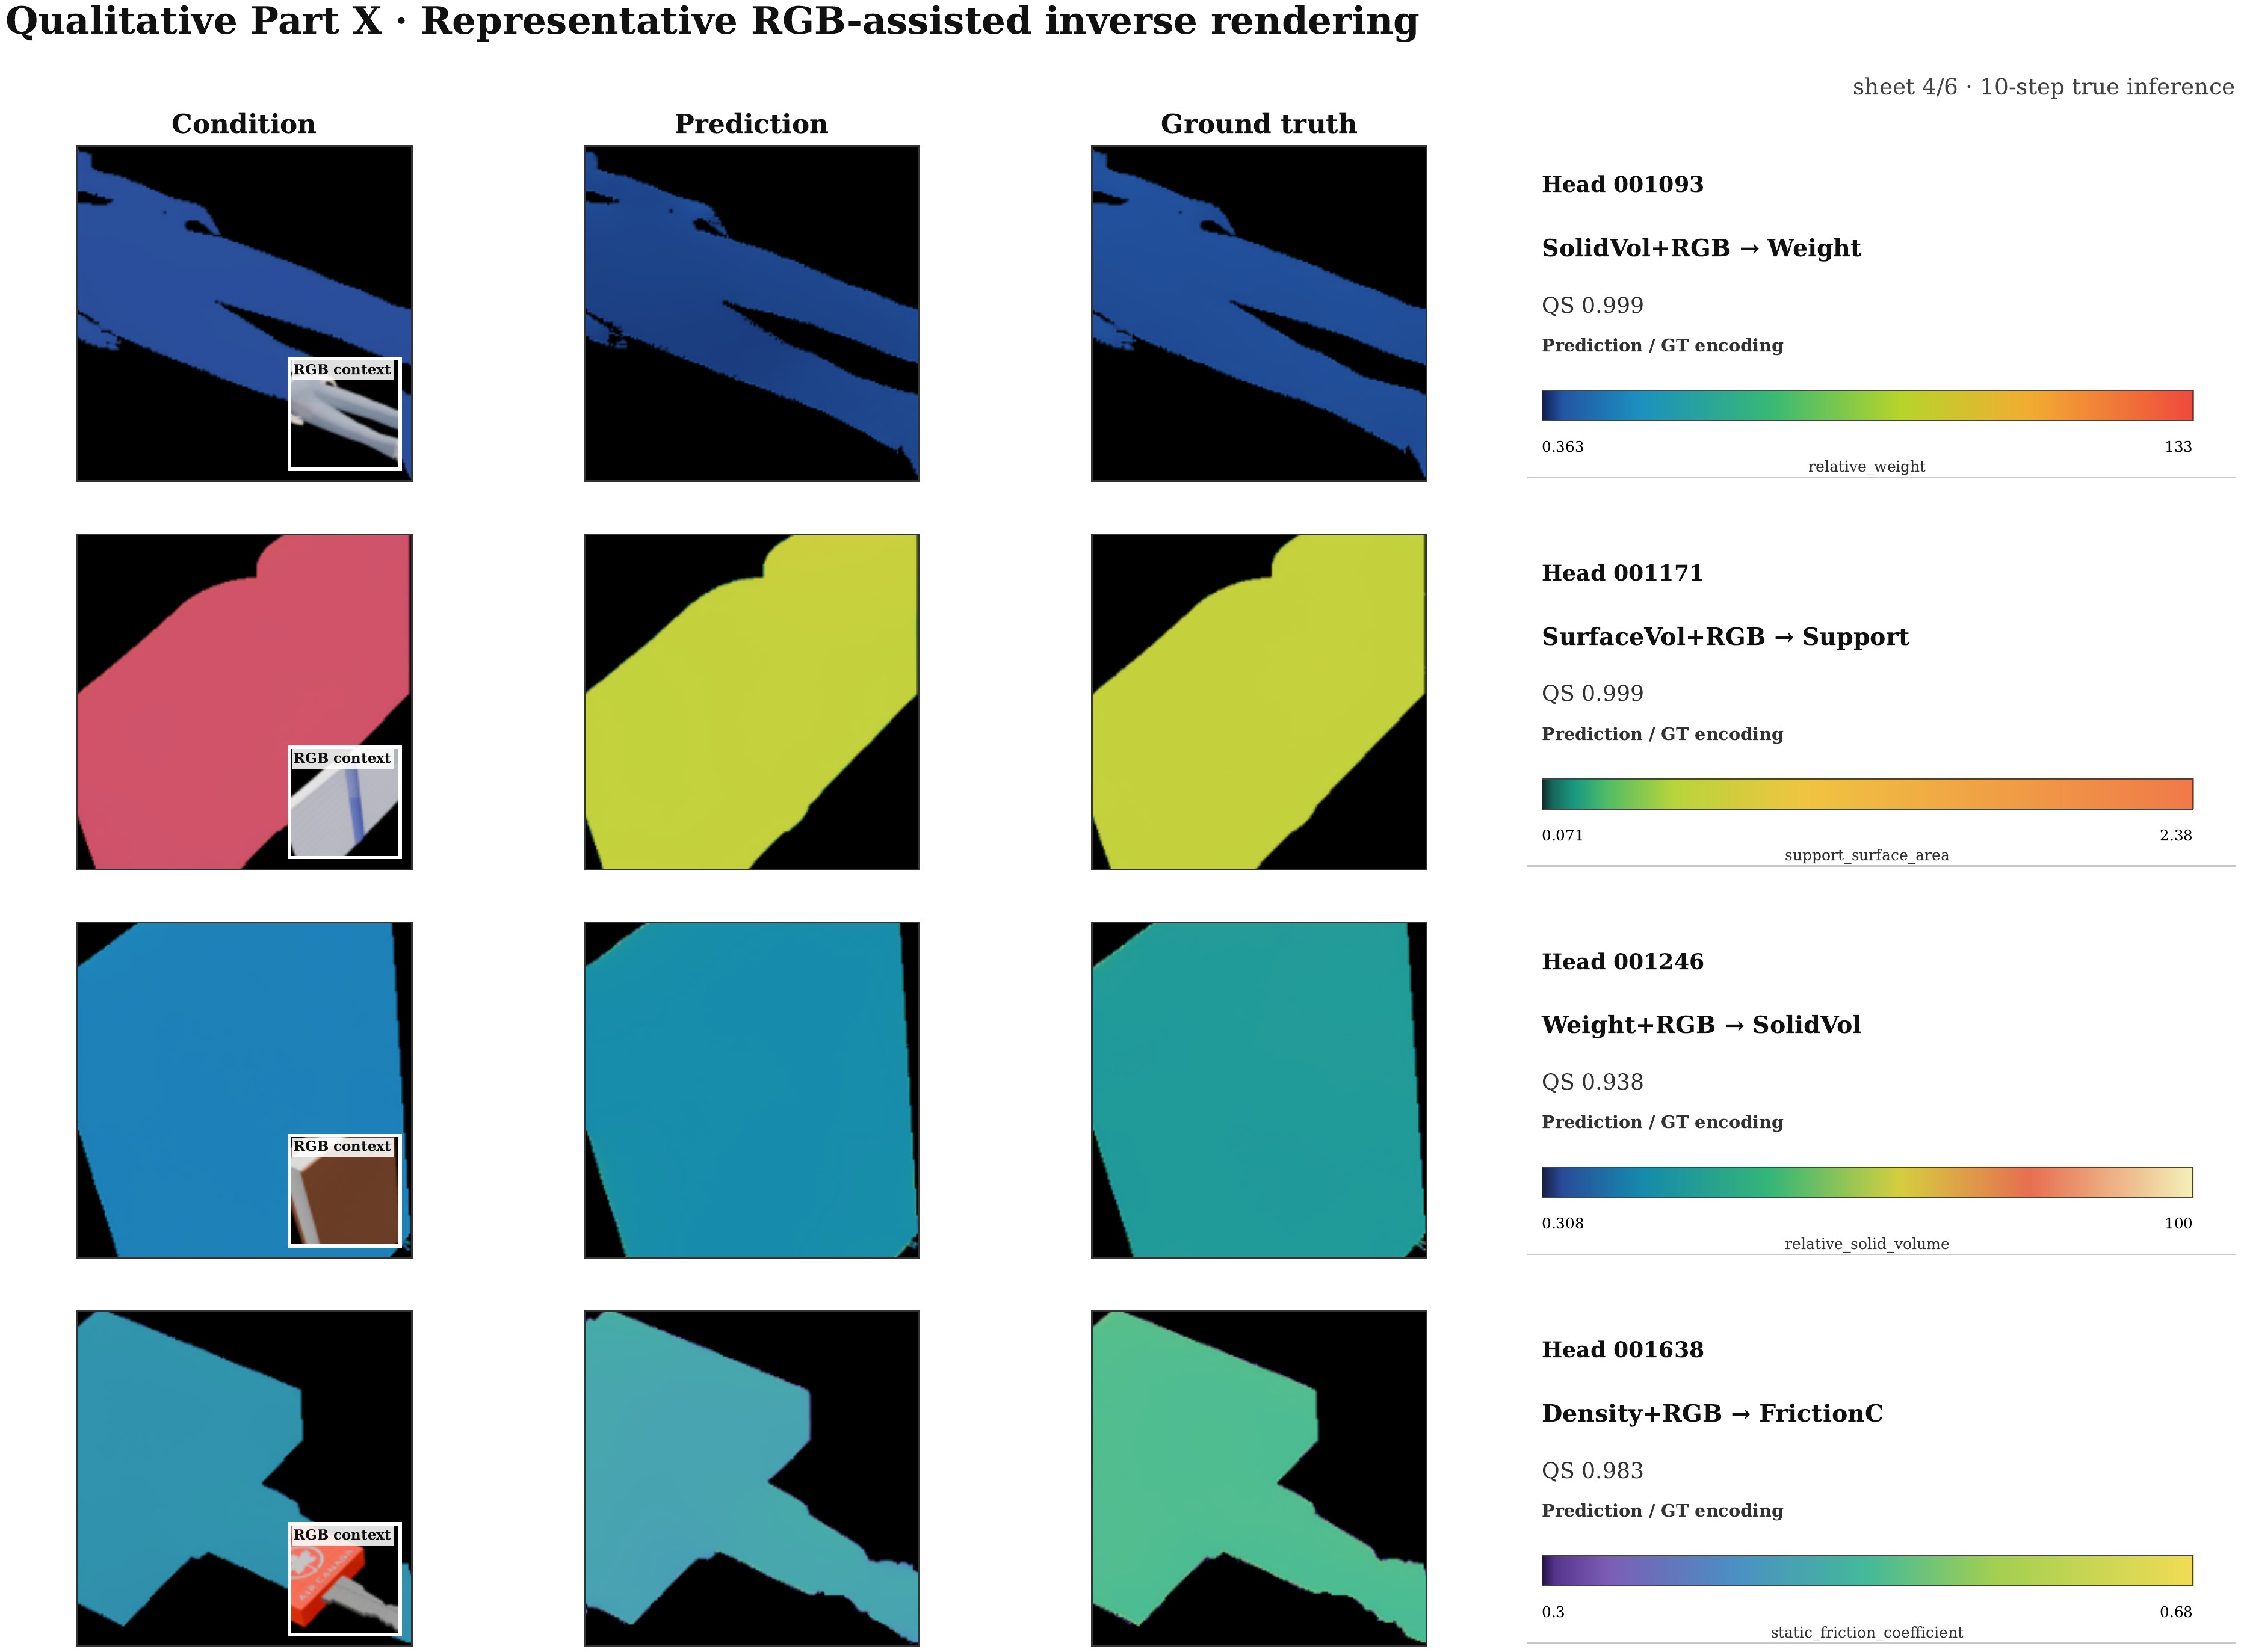 Qualitative Part X · Representative RGB-assisted inverse rendering
sheet 4/6 · 10-step true inference
Condition
Prediction
Ground truth
RGB context
Head 001093
SolidVol+RGB → Weight
QS 0.999
Prediction / GT encoding
0.363
133
relative_weight
RGB context
Head 001171
SurfaceVol+RGB → Support
QS 0.999
Prediction / GT encoding
0.071
2.38
support_surface_area
RGB context
Head 001246
Weight+RGB → SolidVol
QS 0.938
Prediction / GT encoding
0.308
100
relative_solid_volume
RGB context
AIR CANADA
Head 001638
Density+RGB → FrictionC
QS 0.983
Prediction / GT encoding
0.3
0.68
static_friction_coefficient